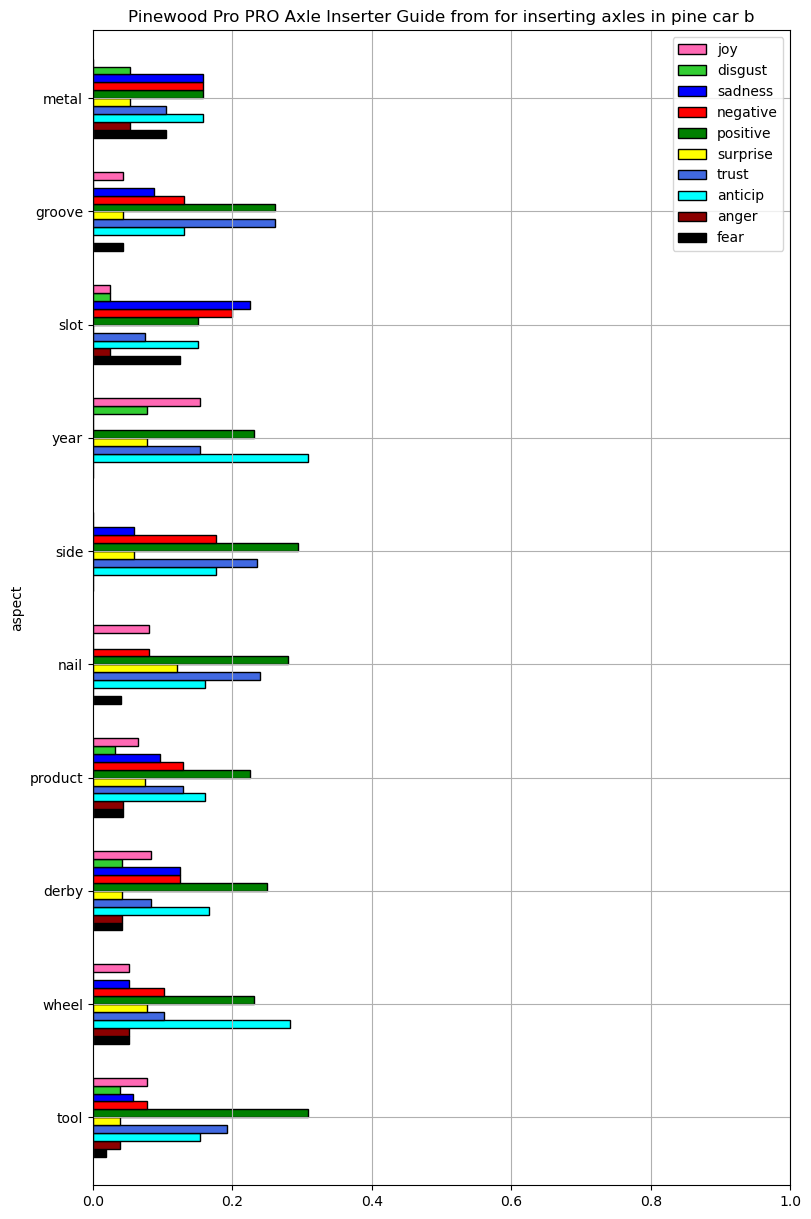 Pinewood Pro PRO Axle Inserter Guide from for inserting axles in pine car b
joy
disgust
sadness
negative
positive
surprise
trust
anticip
anger
fear
metal
groove
slot
year
side
nail
product
derby
wheel
tool
aspect
0.0 0.2 0.4 0.6 0.8 1.0